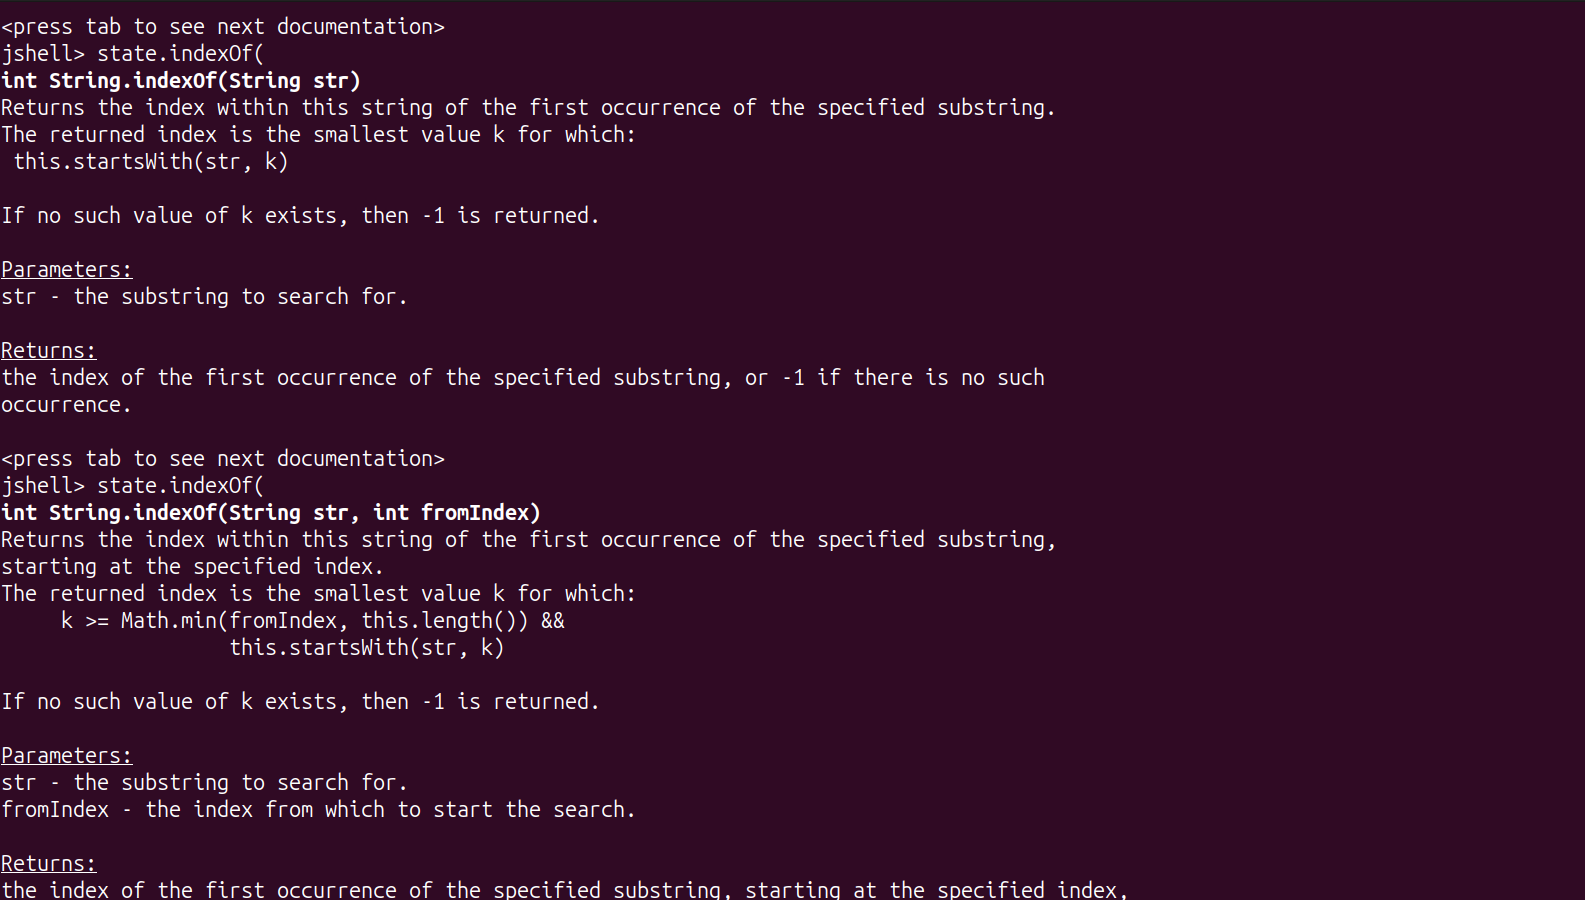 <press tab to see next documentation>
jshell> state.indexOf(
int String.indexOf(String str)
Returns the index within this string of the first occurrence of the specified substring.
The returned index is the smallest value k for which:
 this.startsWith(str, k)

If no such value of k exists, then -1 is returned.

Parameters:
str - the substring to search for.

Returns:
the index of the first occurrence of the specified substring, or -1 if there is no such
occurrence.

<press tab to see next documentation>
jshell> state.indexOf(
int String.indexOf(String str, int fromIndex)
Returns the index within this string of the first occurrence of the specified substring,
starting at the specified index.
The returned index is the smallest value k for which:
     k >= Math.min(fromIndex, this.length()) &&
                   this.startsWith(str, k)

If no such value of k exists, then -1 is returned.

Parameters:
str - the substring to search for.
fromIndex - the index from which to start the search.

Returns:
the index of the first occurrence of the specified substring, starting at the specified index,